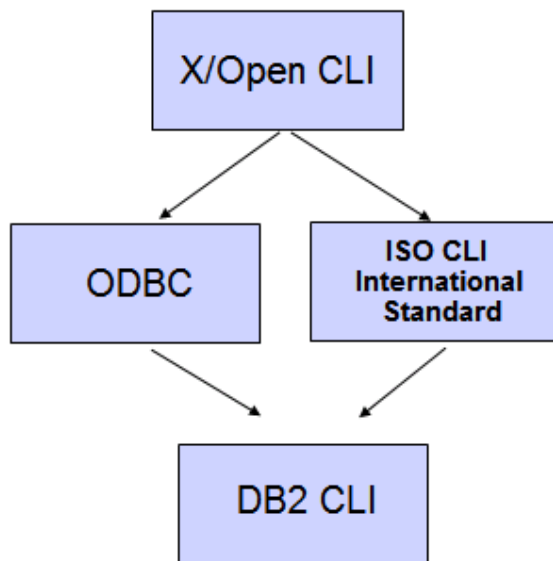 X/Open CLI
ODBC
ISO CLI
International
Standard
DB2 CLI